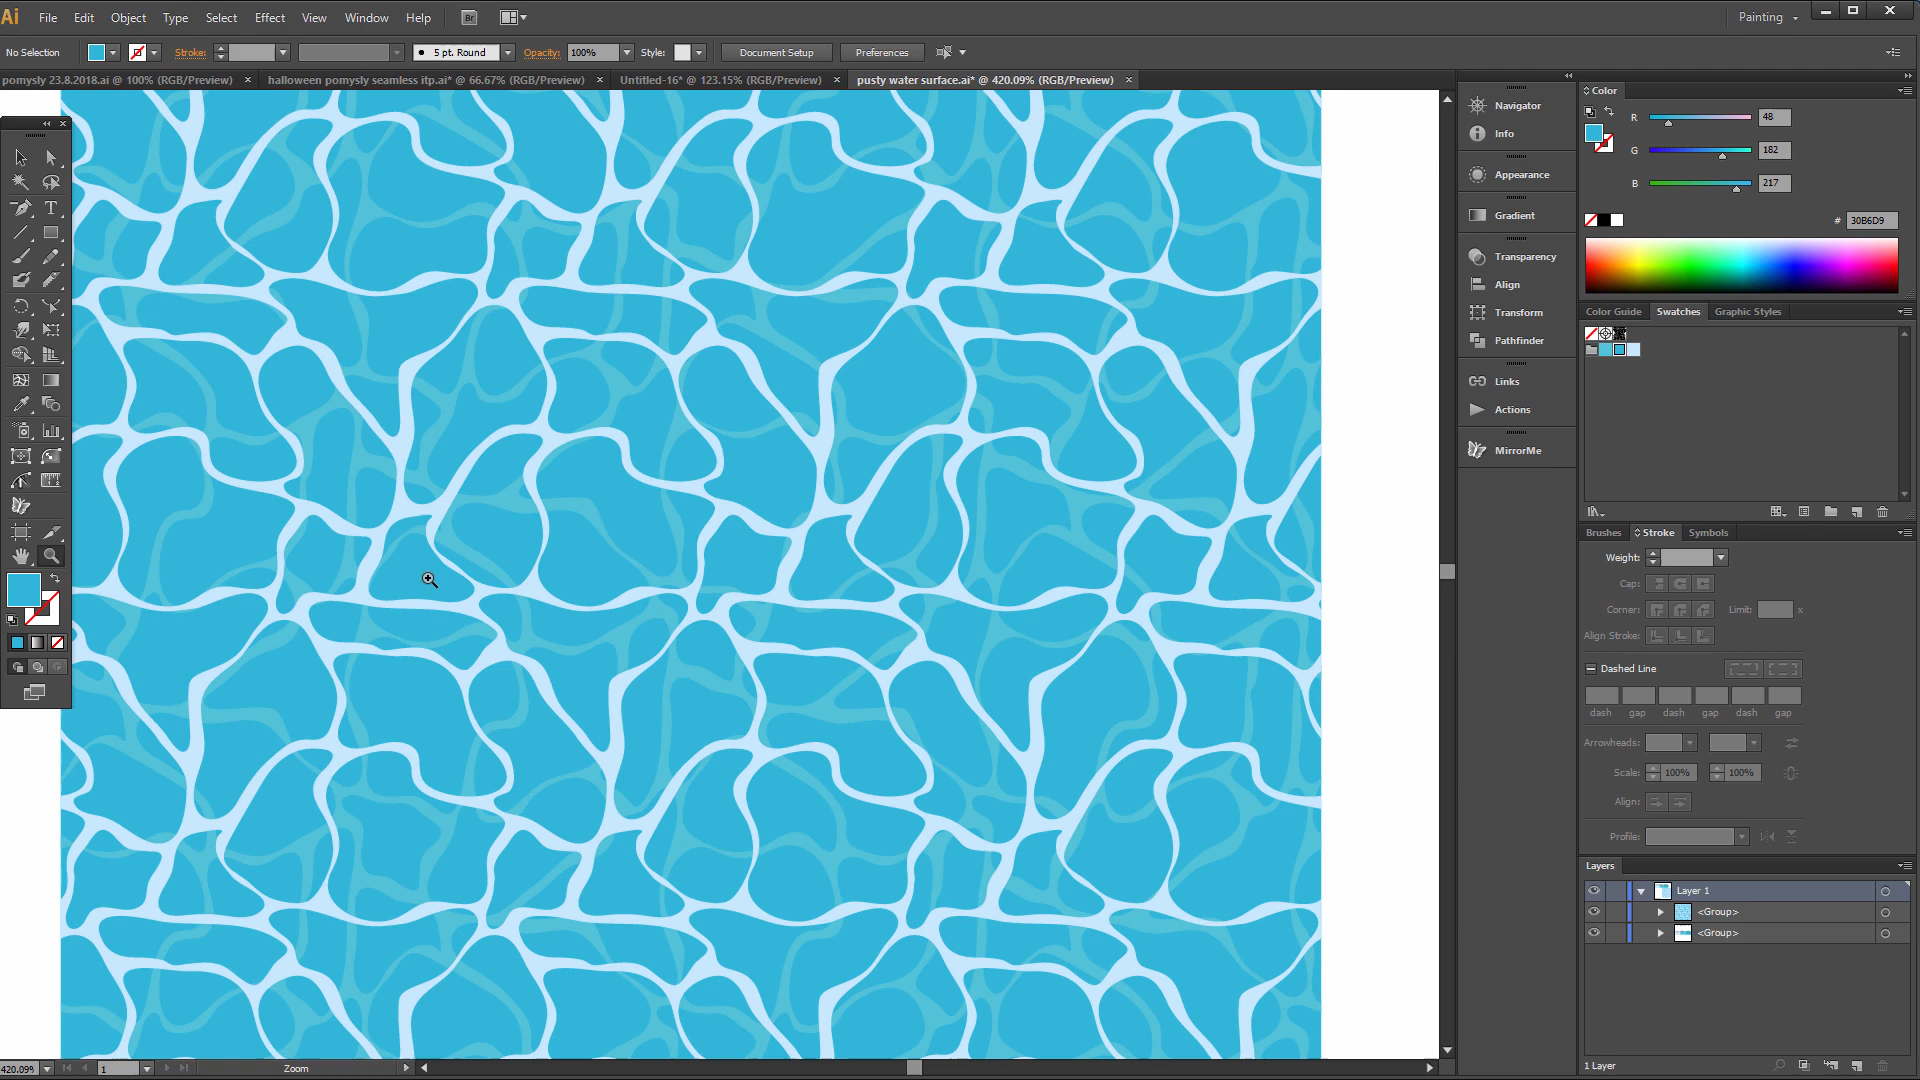 Ai File Edit Object Type Select Effect View Window Help Br Painting
No Selection Stroke: 5 pt. Round Opacity: 100% Style: Document Setup Preferences
pomysly 23.8.2018.ai @ 100% (RGB/Preview) halloween pomysly seamless itp.ai* @ 66.67% (RGB/Preview) Untitled-16* @ 123.15% (RGB/Preview) pusty water surface.ai* @ 420.09% (RGB/Preview)
Navigator
Info
Appearance
Gradient
Transparency
Align
Transform
Pathfinder
Links
Actions
MirrorMe
Color
R 48
G 182
B 217
# 30B6D9
Color Guide Swatches Graphic Styles
Brushes Stroke Symbols
Weight:
Cap:
Corner: Limit: x
Align Stroke:
Dashed Line
dash gap dash gap dash gap
Arrowheads:
Scale: 100% 100%
Align:
Profile:
Layers
Layer 1
<Group>
<Group>
1 Layer
420.09% 1 Zoom